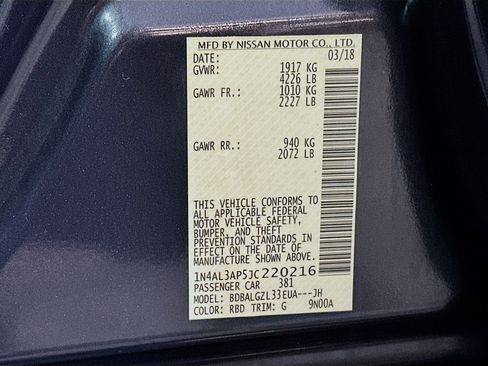 MFD BY NISSAN MOTOR CO., LTD.
DATE: 03/18
GVWR: 1917 KG
4226 LB
GAWR FR.: 1010 KG
2227 LB
GAWR RR.: 940 KG
2072 LB
THIS VEHICLE CONFORMS TO
ALL APPLICABLE FEDERAL
MOTOR VEHICLE SAFETY,
BUMPER, AND THEFT
PREVENTION STANDARDS IN
EFFECT ON THE DATE OF
MANUFACTURE SHOWN ABOVE.
1N4AL3AP5JC220216
PASSENGER CAR 381
MODEL: BDBALGZL33EUA---JH
COLOR: RBD TRIM: G 9N00A